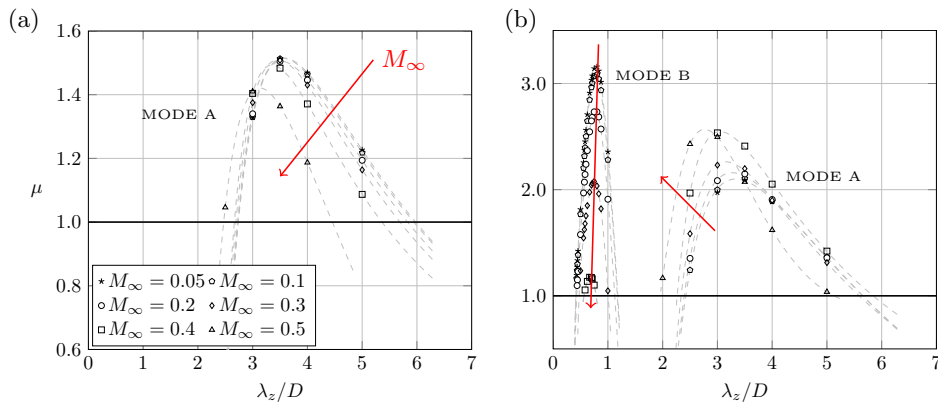 (a)
(b)
1.6
1.4
1.2
1.0
0.8
0.6
μ
M∞
MODE A
M∞ = 0.05 M∞ = 0.1
M∞ = 0.2 M∞ = 0.3
M∞ = 0.4 M∞ = 0.5
0 1 2 3 4 5 6 7
λz/D
3.0
2.0
1.0
MODE B
MODE A
0 1 2 3 4 5 6 7
λz/D